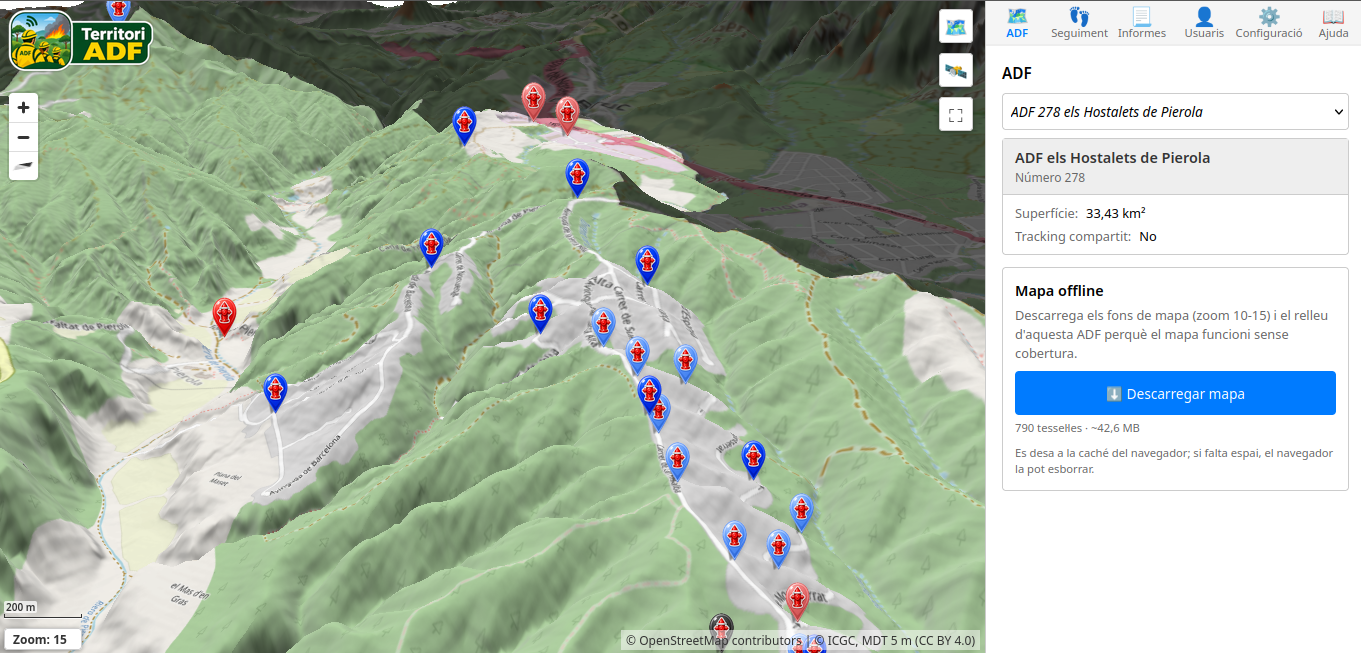 Territori
ADF
ADF
+
−
200 m
Zoom: 15
Avinguda de Barcelona
el Mas d'en
Gras
© OpenStreetMap contributors | © ICGC, MDT 5 m (CC BY 4.0)
ADF
Seguiment
Informes
Usuaris
Configuració
Ajuda
ADF
ADF 278 els Hostalets de Pierola
ADF els Hostalets de Pierola
Número 278
Superfície: 33,43 km²
Tracking compartit: No
Mapa offline
Descarrega els fons de mapa (zoom 10-15) i el relleu
d'aquesta ADF perquè el mapa funcioni sense
cobertura.
⬇️ Descarregar mapa
790 tessel·les · ~42,6 MB
Es desa a la caché del navegador; si falta espai, el navegador
la pot esborrar.